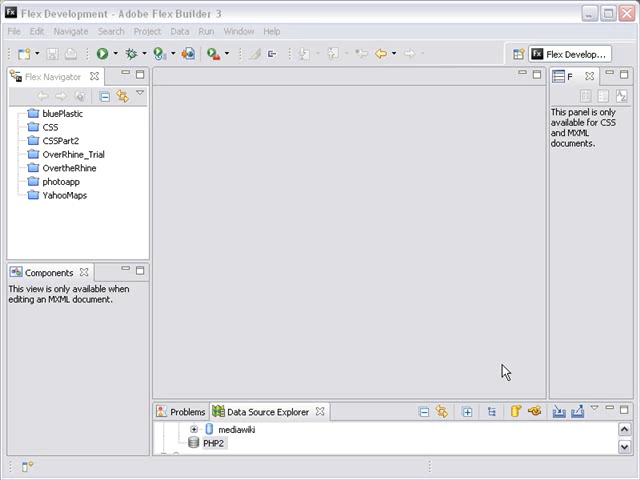 Fx Flex Development - Adobe Flex Builder 3
File Edit Navigate Search Project Data Run Window Help
Fx Flex Develop...
Flex Navigator
bluePlastic
CSS
CSSPart2
OverRhine_Trial
OvertheRhine
photoapp
YahooMaps
Components
This view is only available when
editing an MXML document.
F
This panel is only
available for CSS
and MXML
documents.
Problems Data Source Explorer
mediawiki
PHP2